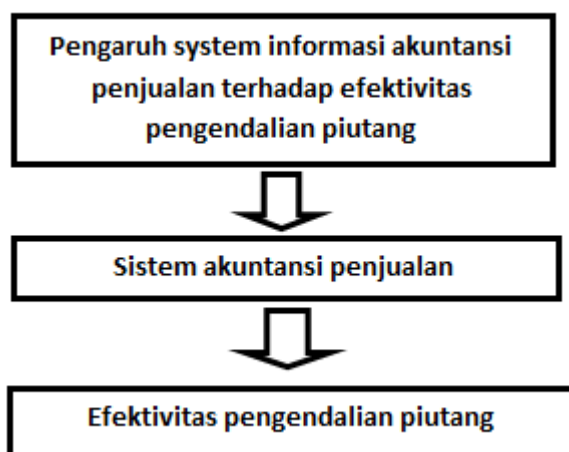 Pengaruh system informasi akuntansi
penjualan terhadap efektivitas
pengendalian piutang
Sistem akuntansi penjualan
Efektivitas pengendalian piutang